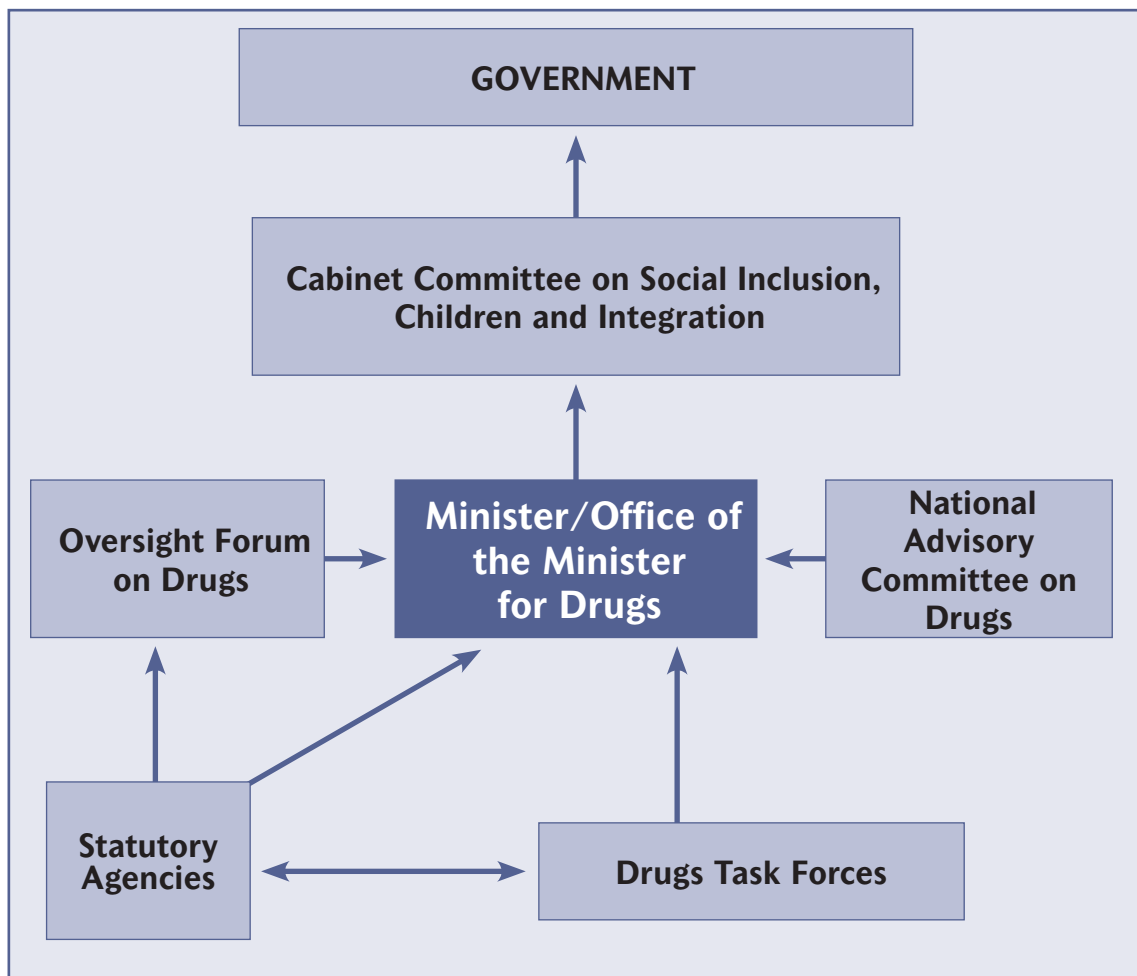 GOVERNMENT
Cabinet Committee on Social Inclusion,
Children and Integration
Oversight Forum
on Drugs
Minister/Office of
the Minister
for Drugs
National
Advisory
Committee on
Drugs
Statutory
Agencies
Drugs Task Forces